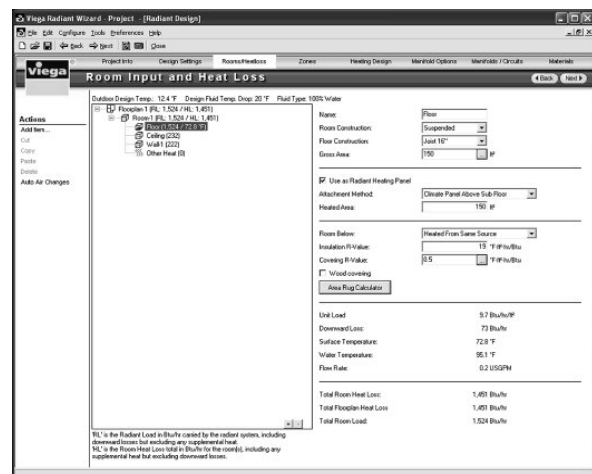 Viega Radiant Wizard - Project - [Radiant Design]
File Edit Configure Tools Preferences Help
Back Next Close
Project Info Design Settings Rooms/Heatloss Zones Heating Design Manifold Options Manifolds / Circuits Materials
Viega
Room Input and Heat Loss
Back Next
Outdoor Design Temp.: 12.4 °F Design Fluid Temp. Drop: 20 °F Fluid Type: 100% Water
Actions
Add Item...
Cut
Copy
Paste
Delete
Auto Air Changes
Floorplan 1 (RL: 1,524 / HL: 1,451)
Room-1 (RL: 1,524 / HL: 1,451)
Floor (1,524 / 72.8 °F)
Ceiling (232)
Wall-1 (222)
Other Heat (0)
Name: Floor
Room Construction: Suspended
Floor Construction: Joist 16"
Gross Area: 150 ... ft²
Use as Radiant Heating Panel
Attachment Method: Climate Panel Above Sub Floor
Heated Area: 150 ft²
Room Below: Heated From Same Source
Insulation R-Value: 19 °F·ft²·hr/Btu
Covering R-Value: 0.5 ... °F·ft²·hr/Btu
Wood covering
Area Rug Calculator
Unit Load 9.7 Btu/hr/ft²
Downward Loss: 73 Btu/hr
Surface Temperature: 72.8 °F
Water Temperature: 95.1 °F
Flow Rate: 0.2 USGPM
Total Room Heat Loss: 1,451 Btu/hr
Total Floorplan Heat Loss 1,451 Btu/hr
Total Room Load: 1,524 Btu/hr
'RL' is the Radiant Load in Btu/hr carried by the radiant system, including
downward losses but excluding any supplemental heat.
'HL' is the Room Heat Loss total in Btu/hr for the room(s), including any
supplemental heat but excluding downward losses.